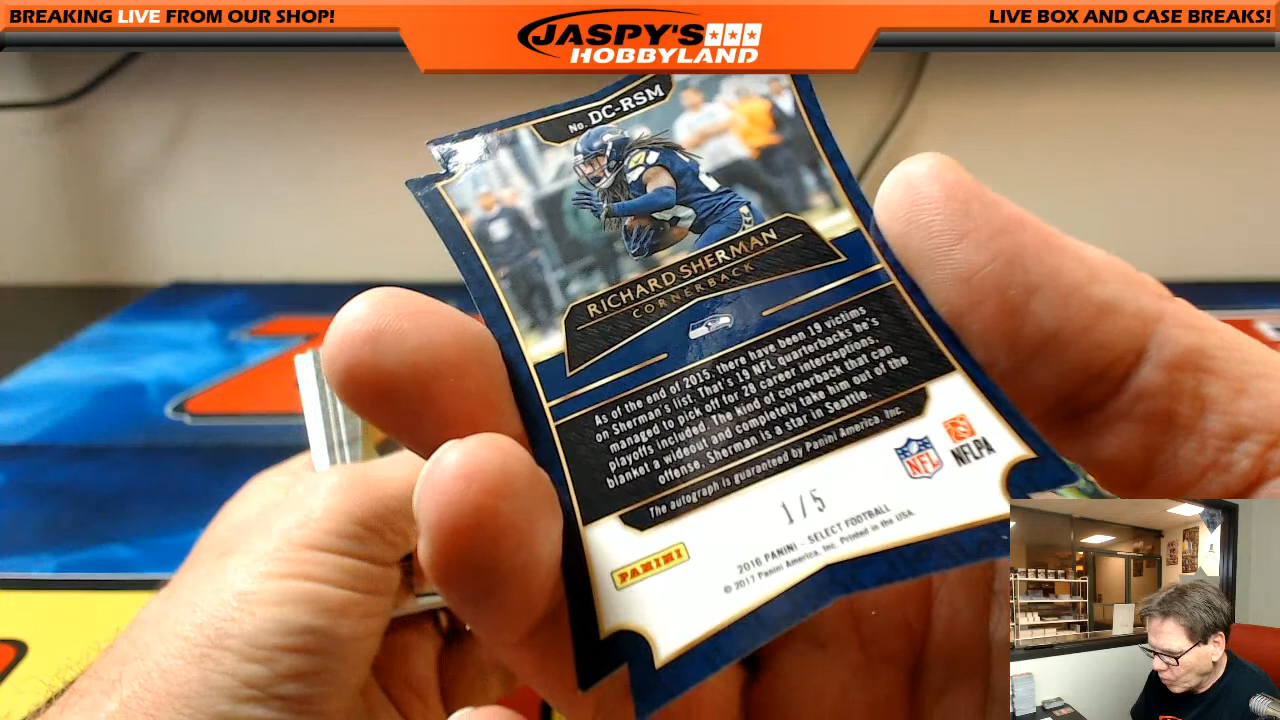 BREAKING LIVE FROM OUR SHOP!
JASPY'S
HOBBYLAND
LIVE BOX AND CASE BREAKS!
No. DC-RSM
RICHARD SHERMAN
CORNERBACK
As of the end of 2015, there have been 19 victims
on Sherman's list. That's 19 NFL quarterbacks he's
managed to pick off for 28 career interceptions,
playoffs included. The kind of cornerback that can
blanket a wideout and completely take him out of the
offense, Sherman is a star in Seattle.
The autograph is guaranteed by Panini America, Inc.
NFL
NFLPA
1/5
PANINI
2016 PANINI - SELECT FOOTBALL
© 2017 Panini America, Inc. Printed in the USA.